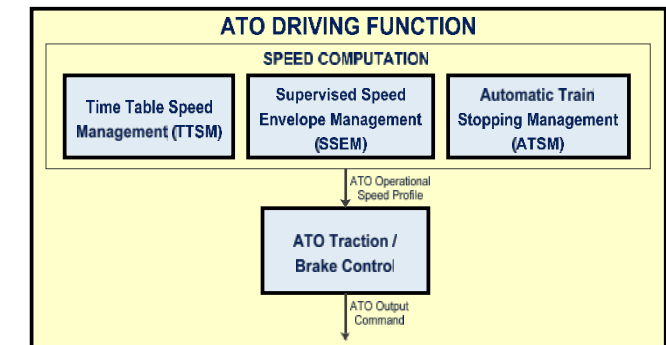 ATO DRIVING FUNCTION
SPEED COMPUTATION
Time Table Speed
Management (TTSM)
Supervised Speed
Envelope Management
(SSEM)
Automatic Train
Stopping Management
(ATSM)
ATO Operational
Speed Profile
ATO Traction /
Brake Control
ATO Output
Command